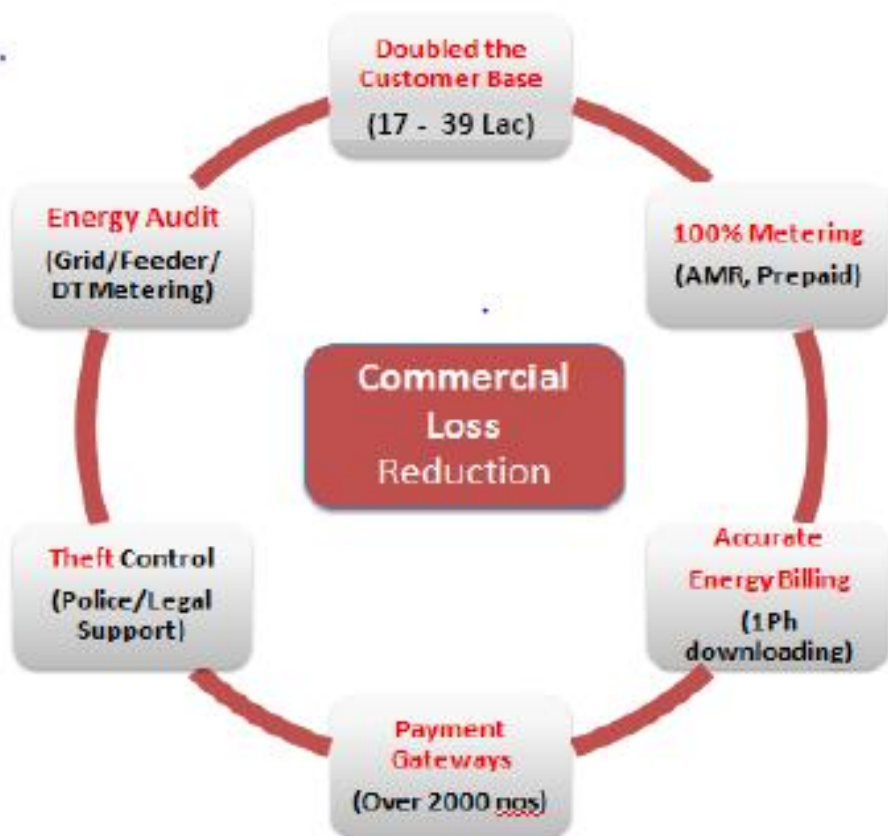 Doubled the
Customer Base
(17 - 39 Lac)
100% Metering
(AMR, Prepaid)
Accurate
Energy Billing
(1Ph
downloading)
Payment
Gateways
(Over 2000 nos)
Theft Control
(Police/Legal
Support)
Energy Audit
(Grid/Feeder/
DT Metering)
Commercial
Loss
Reduction